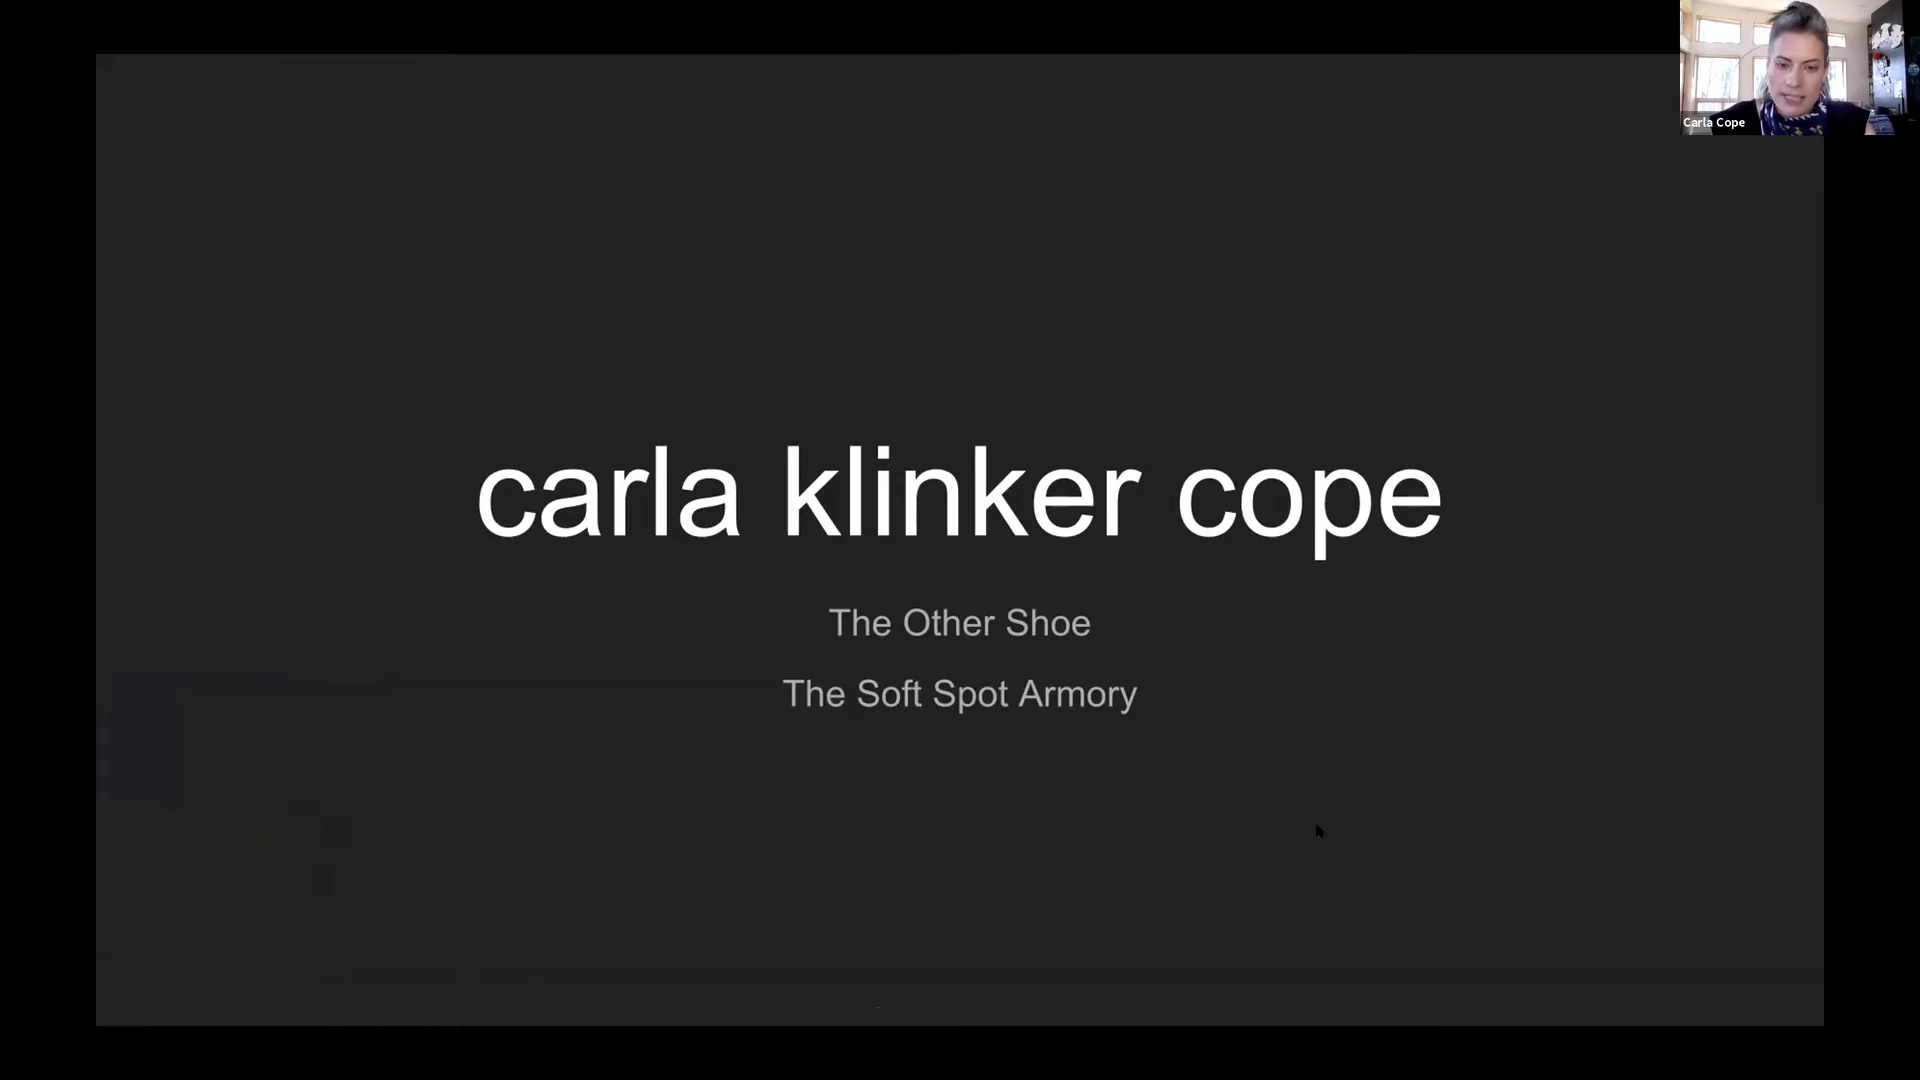 Carla Cope
carla klinker cope
The Other Shoe
The Soft Spot Armory